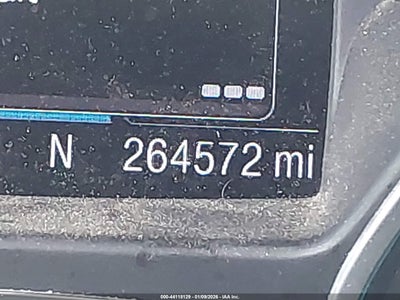 N 264572 mi
000-44118129 - 01/09/2026 - IAA Inc.